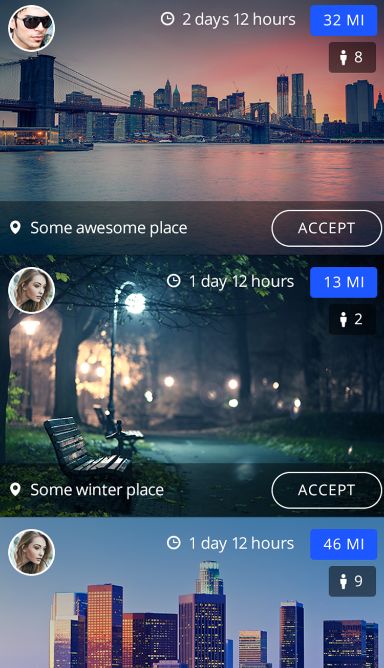 2 days 12 hours
32 MI
8
Some awesome place
ACCEPT
1 day 12 hours
13 MI
2
Some winter place
ACCEPT
1 day 12 hours
46 MI
9